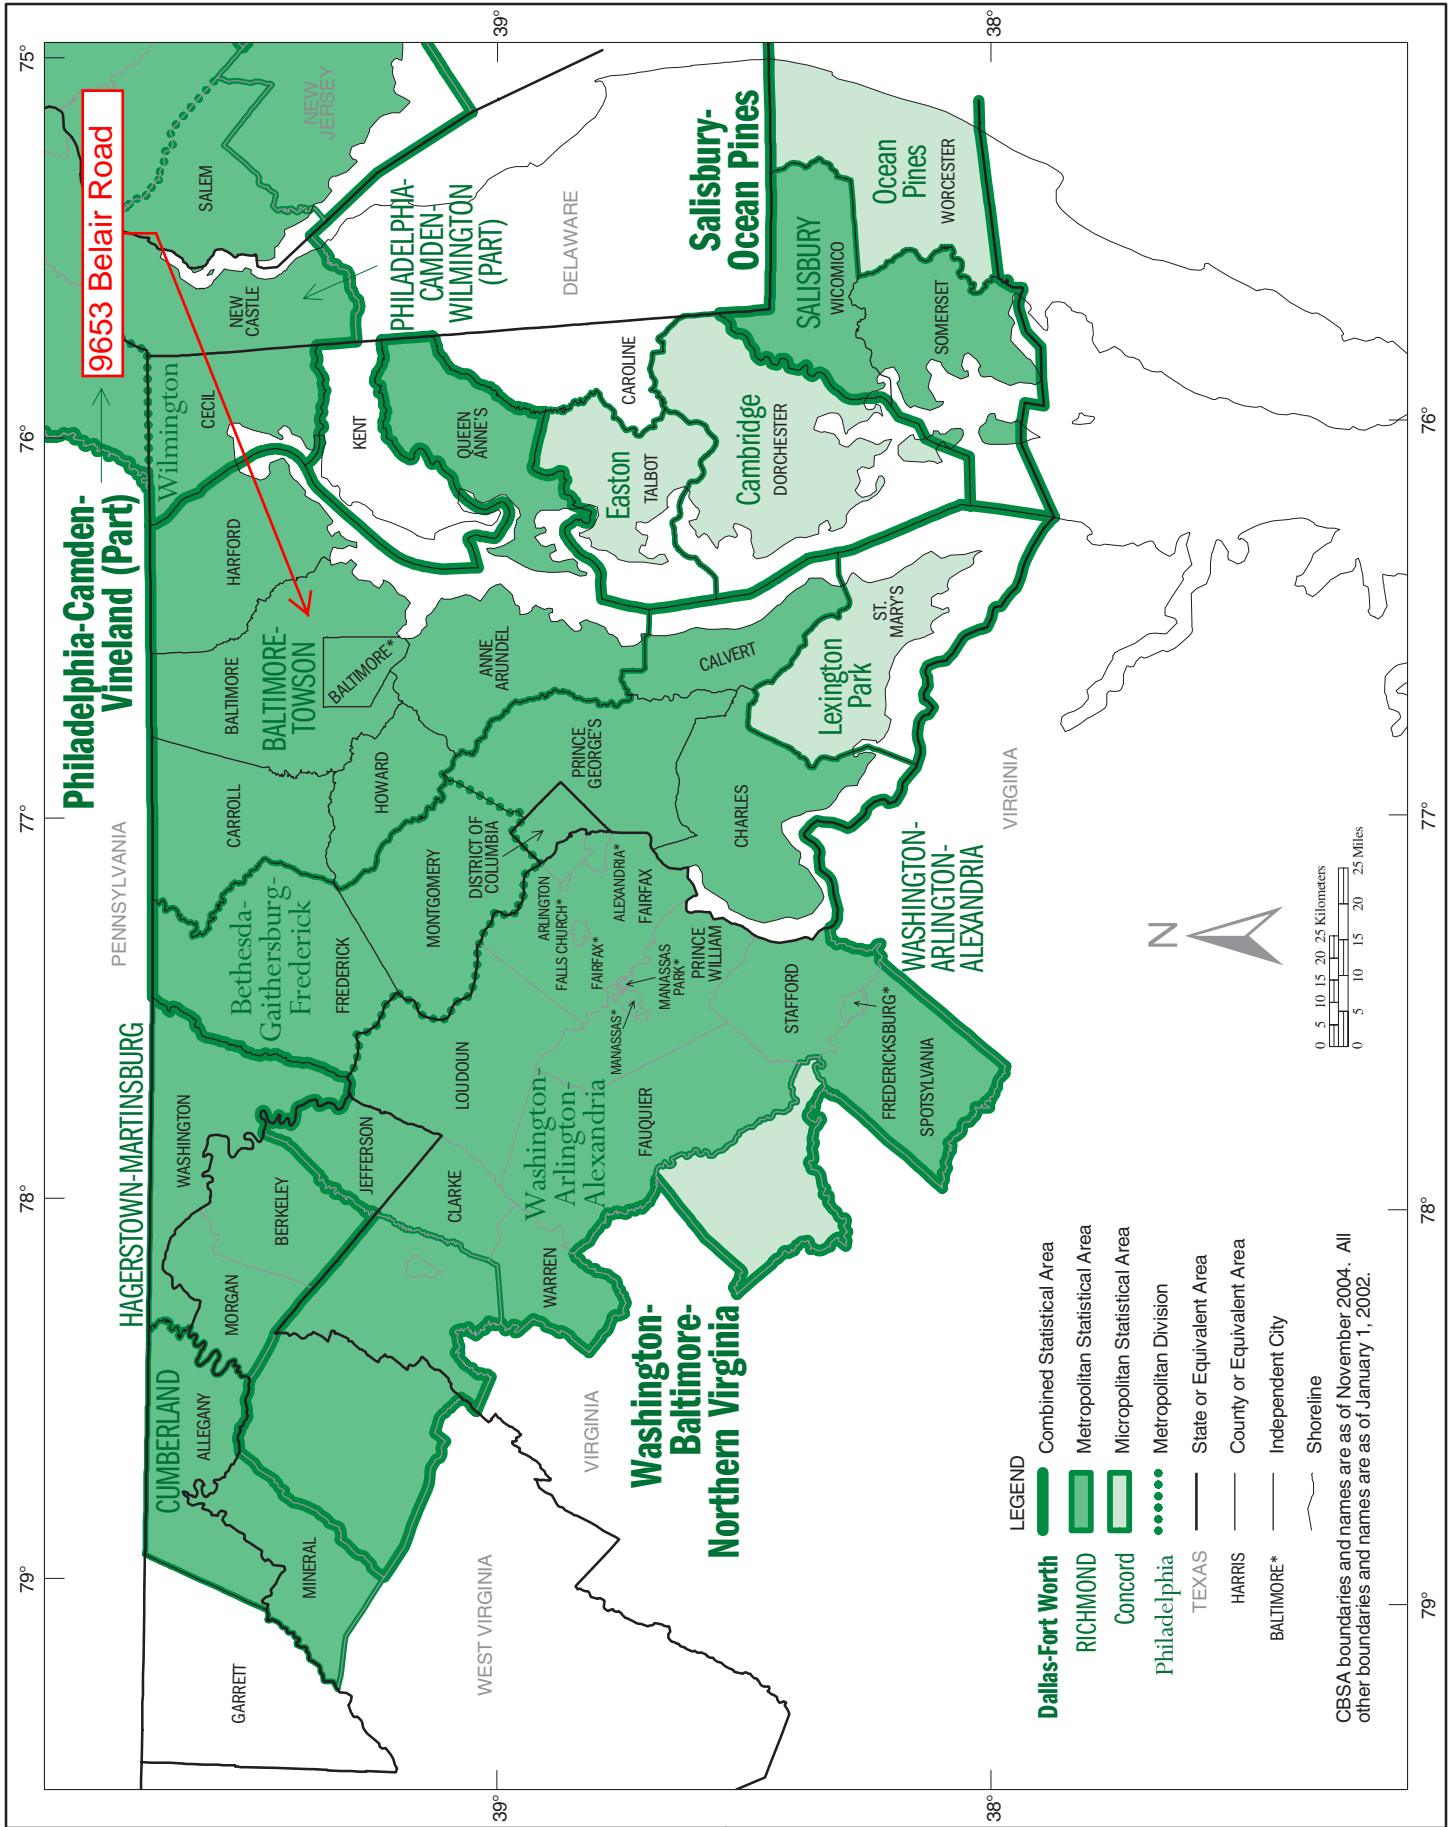 75°
76°
77°
78°
79°
39°
38°
39°
38°
75°
76°
77°
78°
79°
9653 Belair Road
Philadelphia-Camden-
Vineland (Part)
PENNSYLVANIA
NEW
JERSEY
SALEM
NEW
CASTLE
PHILADELPHIA-
CAMDEN-
WILMINGTON
(PART)
DELAWARE
Wilmington
CECIL
KENT
QUEEN
ANNE'S
CAROLINE
Easton
TALBOT
Cambridge
DORCHESTER
Salisbury-
Ocean Pines
SALISBURY
WICOMICO
Ocean
Pines
WORCESTER
SOMERSET
HARFORD
BALTIMORE
BALTIMORE-
TOWSON
BALTIMORE*
ANNE
ARUNDEL
CARROLL
HOWARD
CALVERT
PRINCE
GEORGE'S
Lexington
Park
ST.
MARY'S
CHARLES
Bethesda-
Gaithersburg-
Frederick
FREDERICK
MONTGOMERY
DISTRICT OF
COLUMBIA
ARLINGTON
FALLS CHURCH*
FAIRFAX*
ALEXANDRIA*
FAIRFAX
MANASSAS
PARK*
MANASSAS*
PRINCE
WILLIAM
STAFFORD
FREDERICKSBURG*
SPOTSYLVANIA
WASHINGTON-
ARLINGTON-
ALEXANDRIA
VIRGINIA
HAGERSTOWN-MARTINSBURG
WASHINGTON
BERKELEY
MORGAN
JEFFERSON
LOUDOUN
CLARKE
Washington-
Arlington-
Alexandria
FAUQUIER
WARREN
CUMBERLAND
ALLEGANY
MINERAL
GARRETT
WEST VIRGINIA
VIRGINIA
Washington-
Baltimore-
Northern Virginia
N
0 5 10 15 20 25 Kilometers
0 5 10 15 20 25 Miles
LEGEND
Dallas-Fort Worth Combined Statistical Area
RICHMOND Metropolitan Statistical Area
Concord Micropolitan Statistical Area
Philadelphia Metropolitan Division
TEXAS State or Equivalent Area
HARRIS County or Equivalent Area
BALTIMORE* Independent City
Shoreline
CBSA boundaries and names are as of November 2004. All
other boundaries and names are as of January 1, 2002.